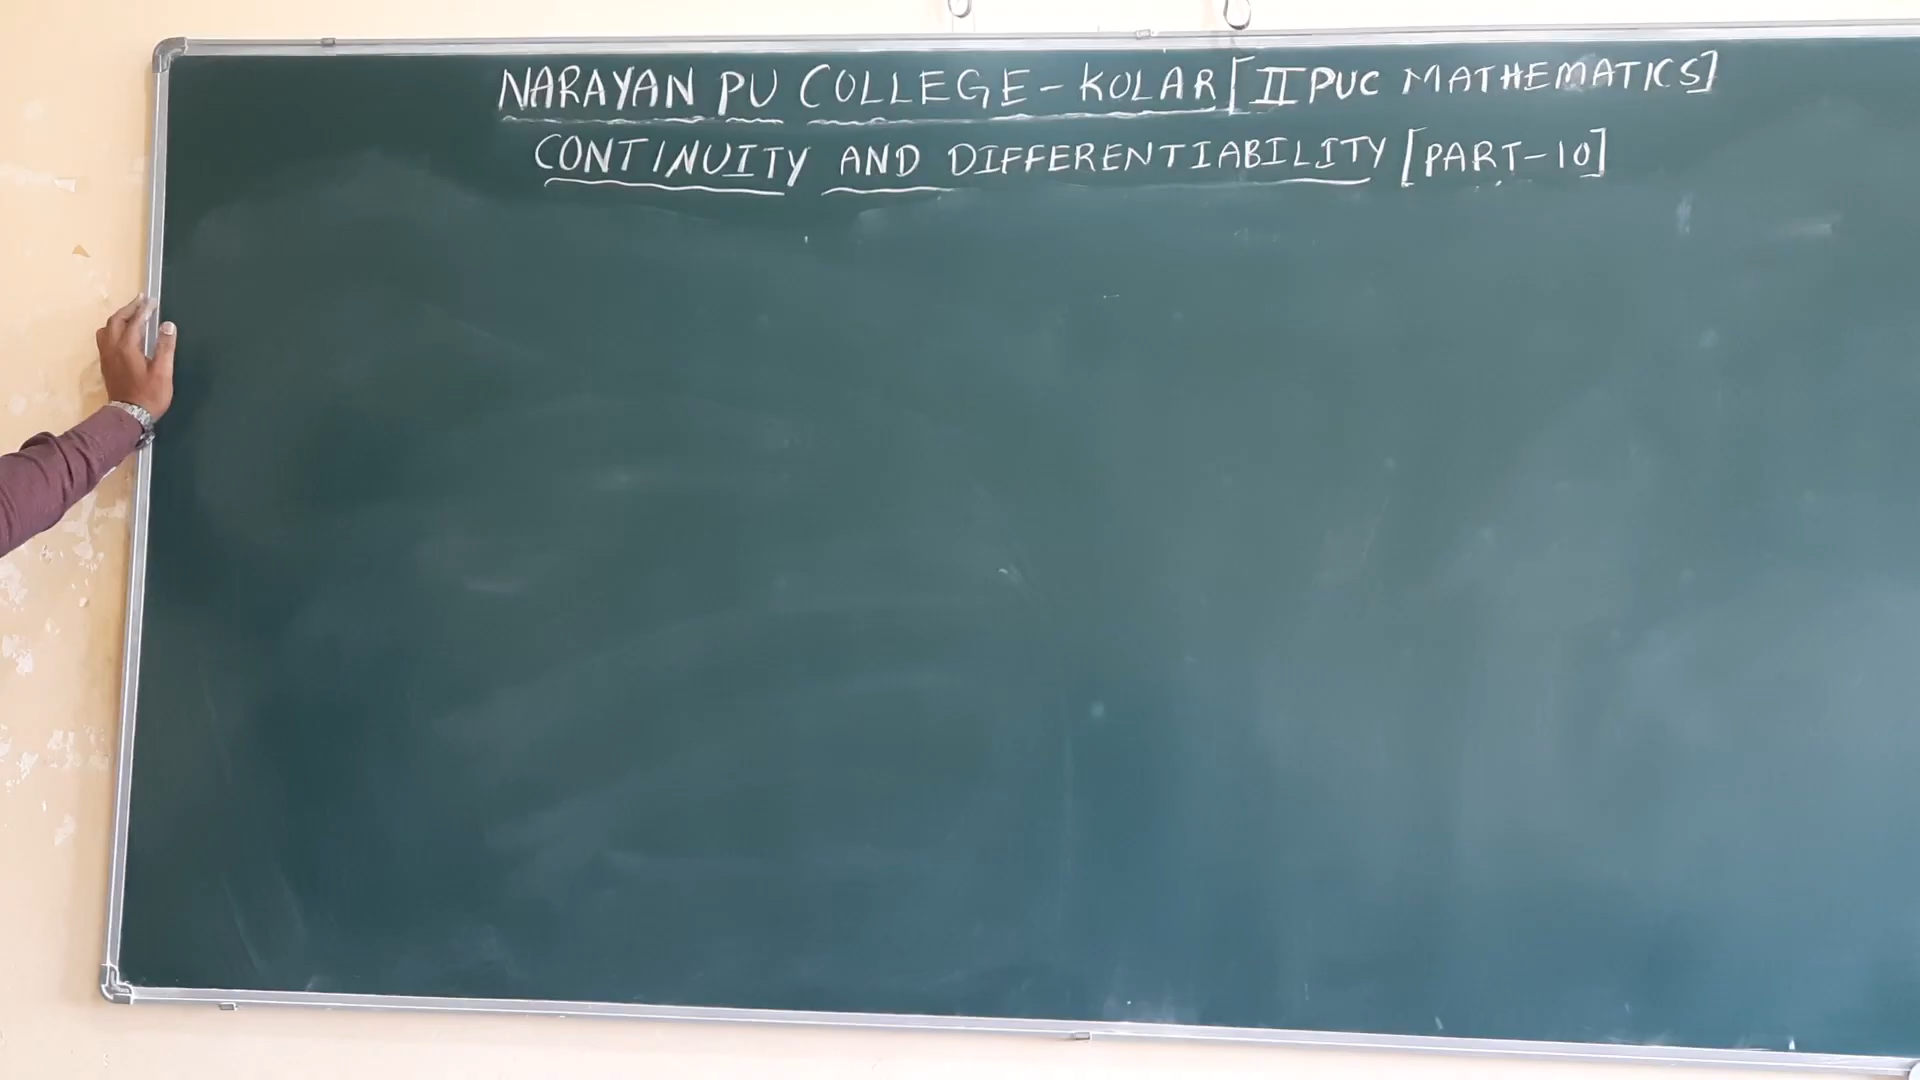 NARAYAN PU COLLEGE - KOLAR [II PUC MATHEMATICS]
CONTINUITY AND DIFFERENTIABILITY [PART-10]